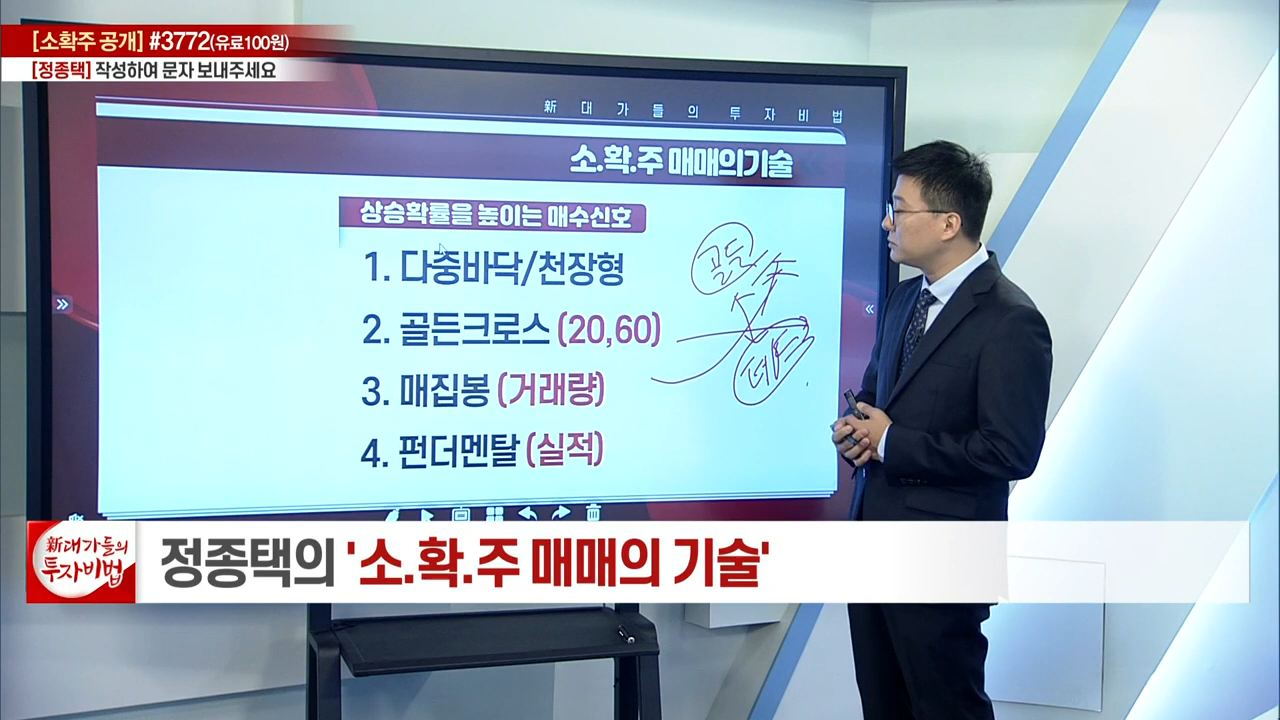 [소확주 공개] #3772(유료100원)
[정종택] 작성하여 문자 보내주세요
新 대 가 들 의 투 자 비 법
소.확.주 매매의기술
상승확률을 높이는 매수신호
1. 다중바닥/천장형
2. 골든크로스 (20,60)
3. 매집봉 (거래량)
4. 펀더멘탈 (실적)
골든
데드
新대가들의
투자비법
정종택의 '소.확.주 매매의 기술'